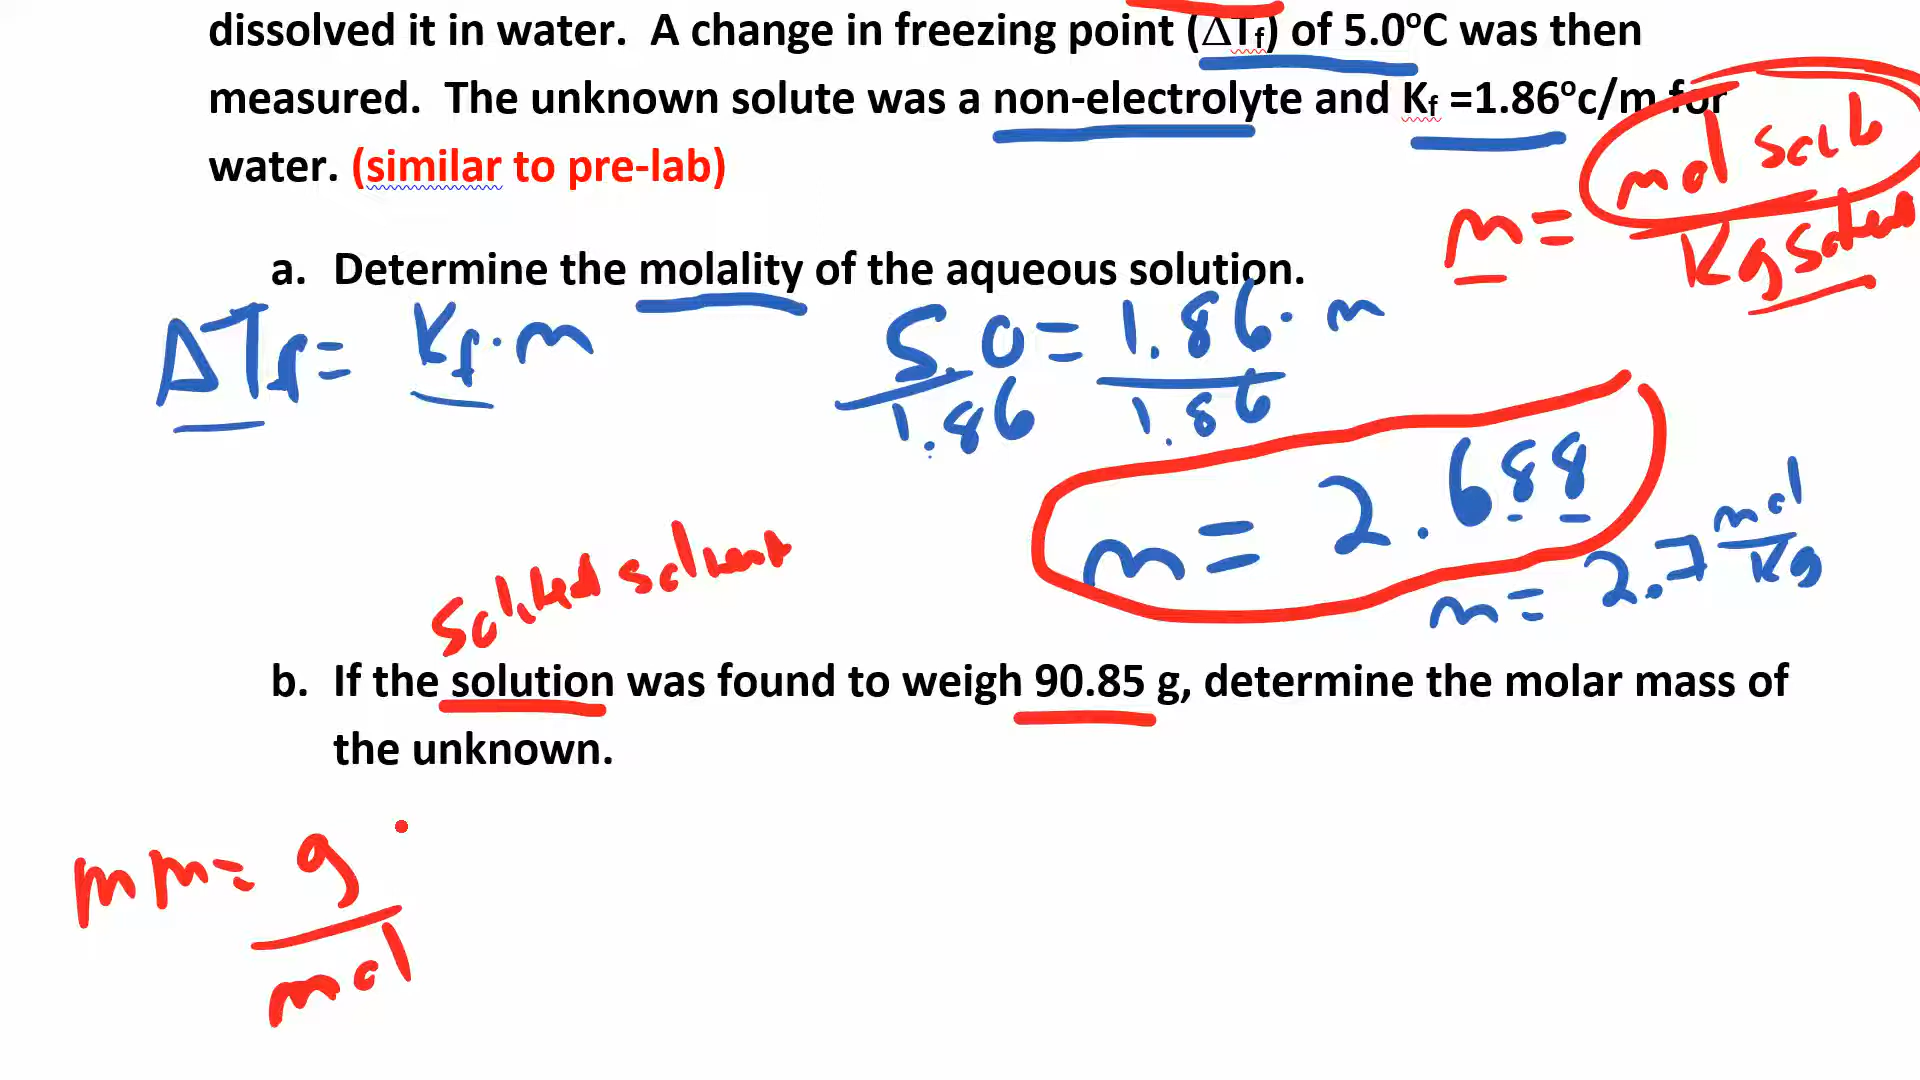 dissolved it in water. A change in freezing point (ΔTf) of 5.0°C was then
measured. The unknown solute was a non-electrolyte and Kf =1.86°c/m for
water. (similar to pre-lab)
m = mol solute
Kg solvent
a. Determine the molality of the aqueous solution.
ΔTf = Kf · m
5.0 = 1.86 · m
1.86 1.86
m = 2.688
m = 2.7 mol
Kg
solvent
b. If the solution was found to weigh 90.85 g, determine the molar mass of
the unknown.
MM = g
mol